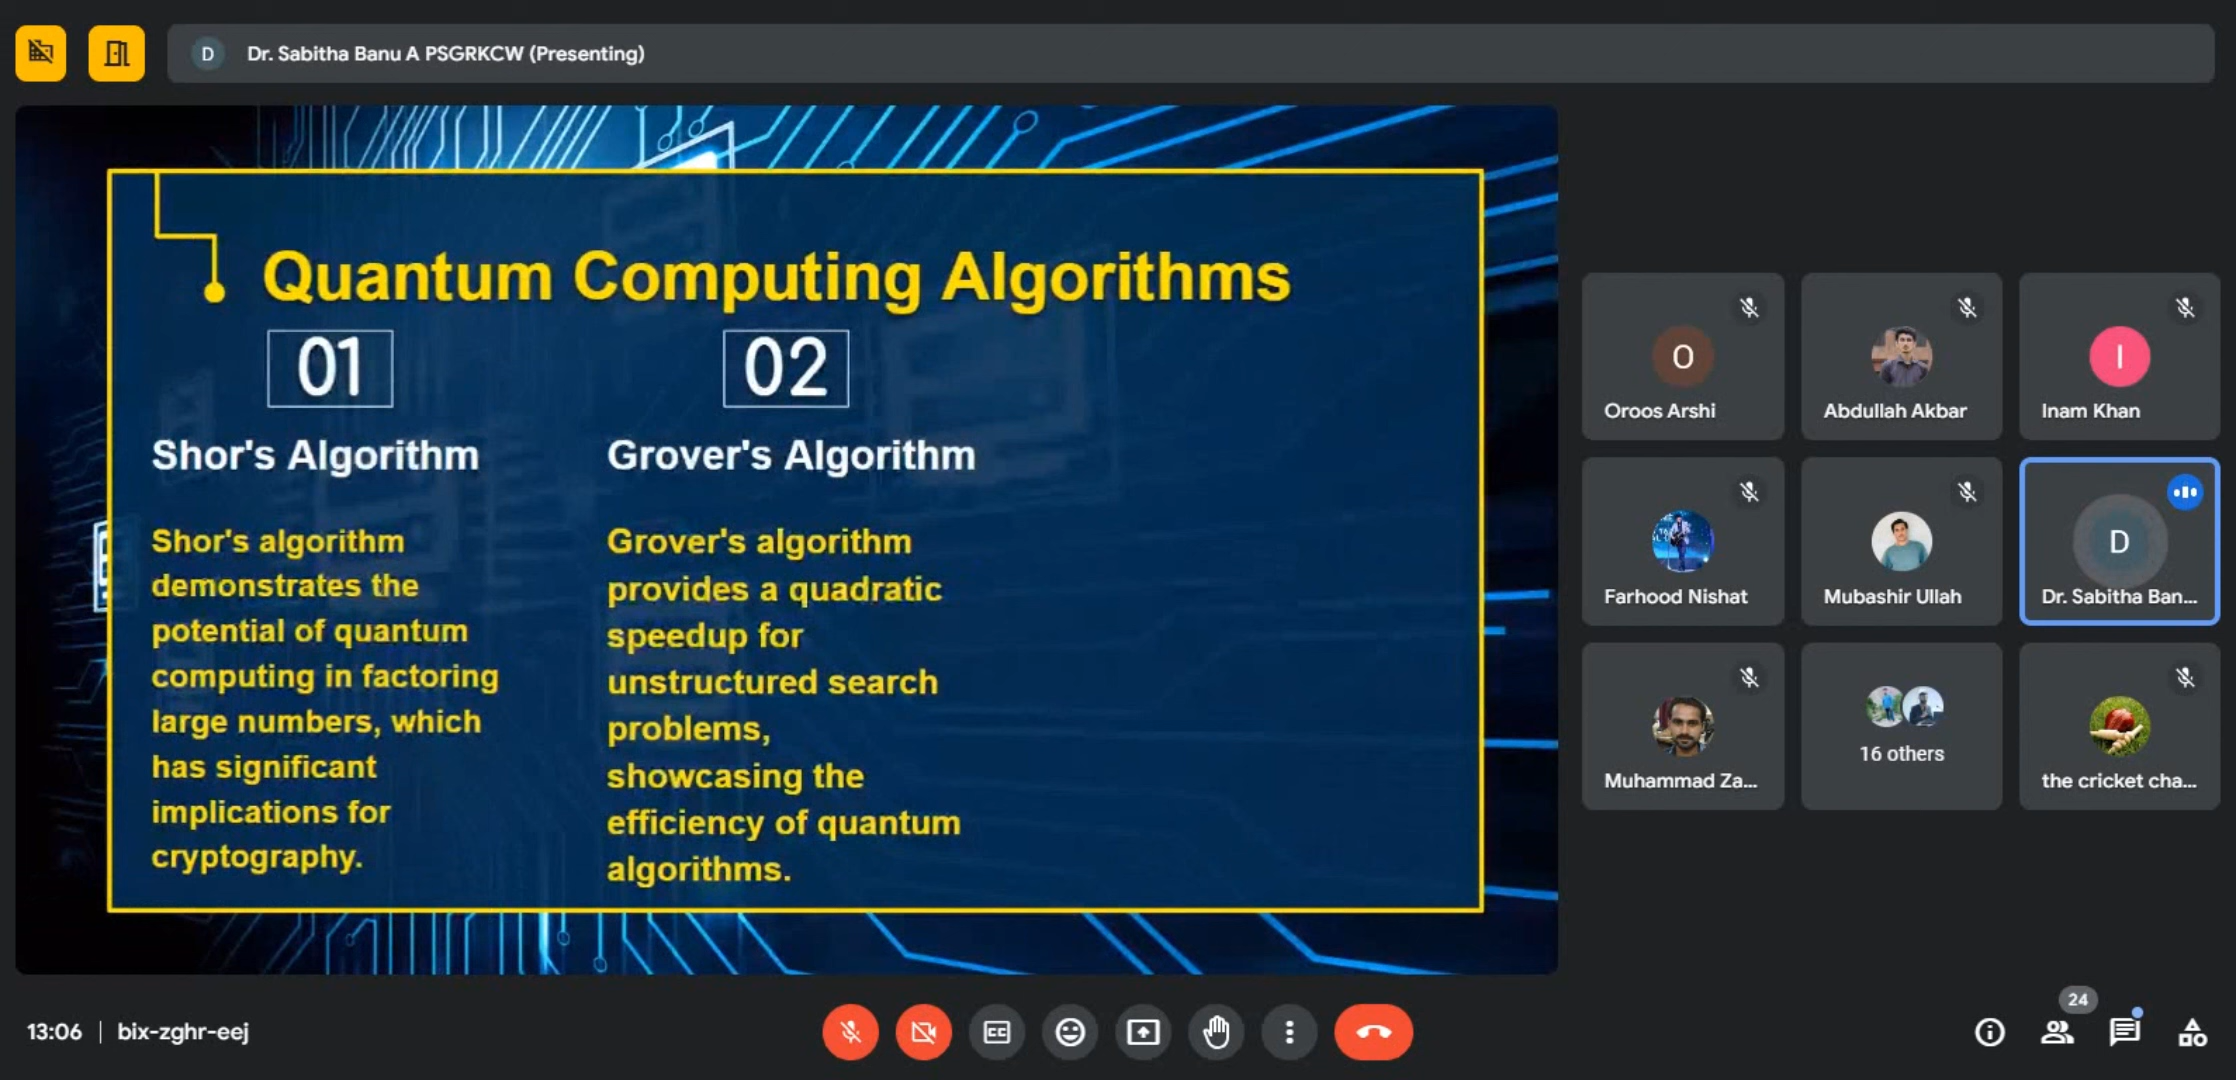 D Dr. Sabitha Banu A PSGRKCW (Presenting)
Quantum Computing Algorithms
01
Shor's Algorithm
Shor's algorithm
demonstrates the
potential of quantum
computing in factoring
large numbers, which
has significant
implications for
cryptography.
02
Grover's Algorithm
Grover's algorithm
provides a quadratic
speedup for
unstructured search
problems,
showcasing the
efficiency of quantum
algorithms.
O
Oroos Arshi
Abdullah Akbar
I
Inam Khan
Farhood Nishat
Mubashir Ullah
D
Dr. Sabitha Ban...
Muhammad Za...
16 others
the cricket cha...
13:06 | bix-zghr-eej
CC
24